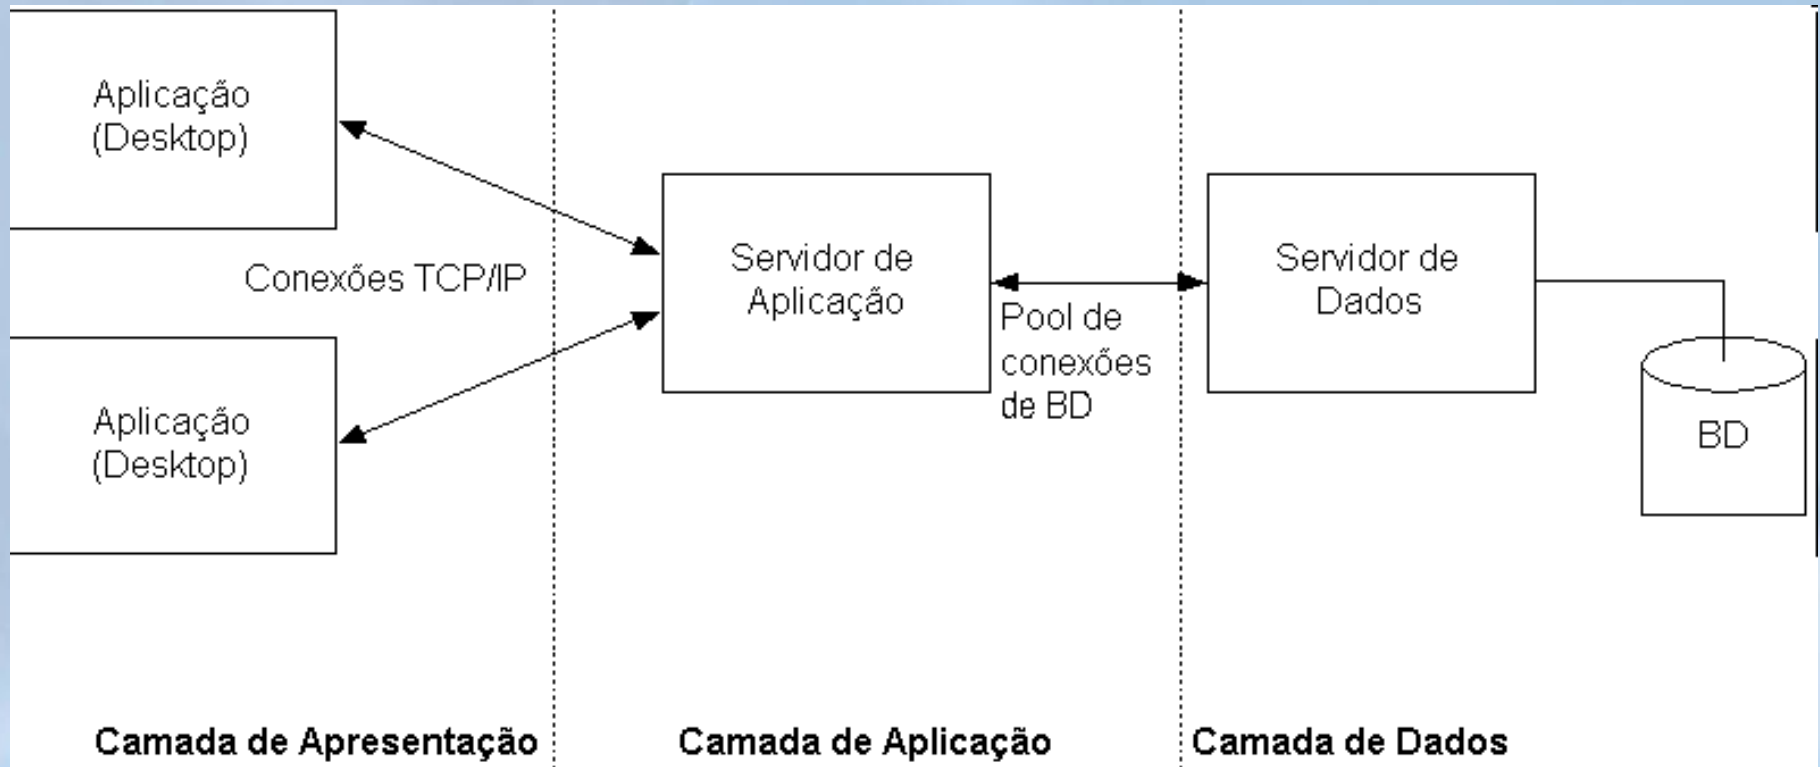 Aplicação
(Desktop)
Conexões TCP/IP
Aplicação
(Desktop)
Servidor de
Aplicação
Pool de
conexões
de BD
Servidor de
Dados
BD
Camada de Apresentação
Camada de Aplicação
Camada de Dados